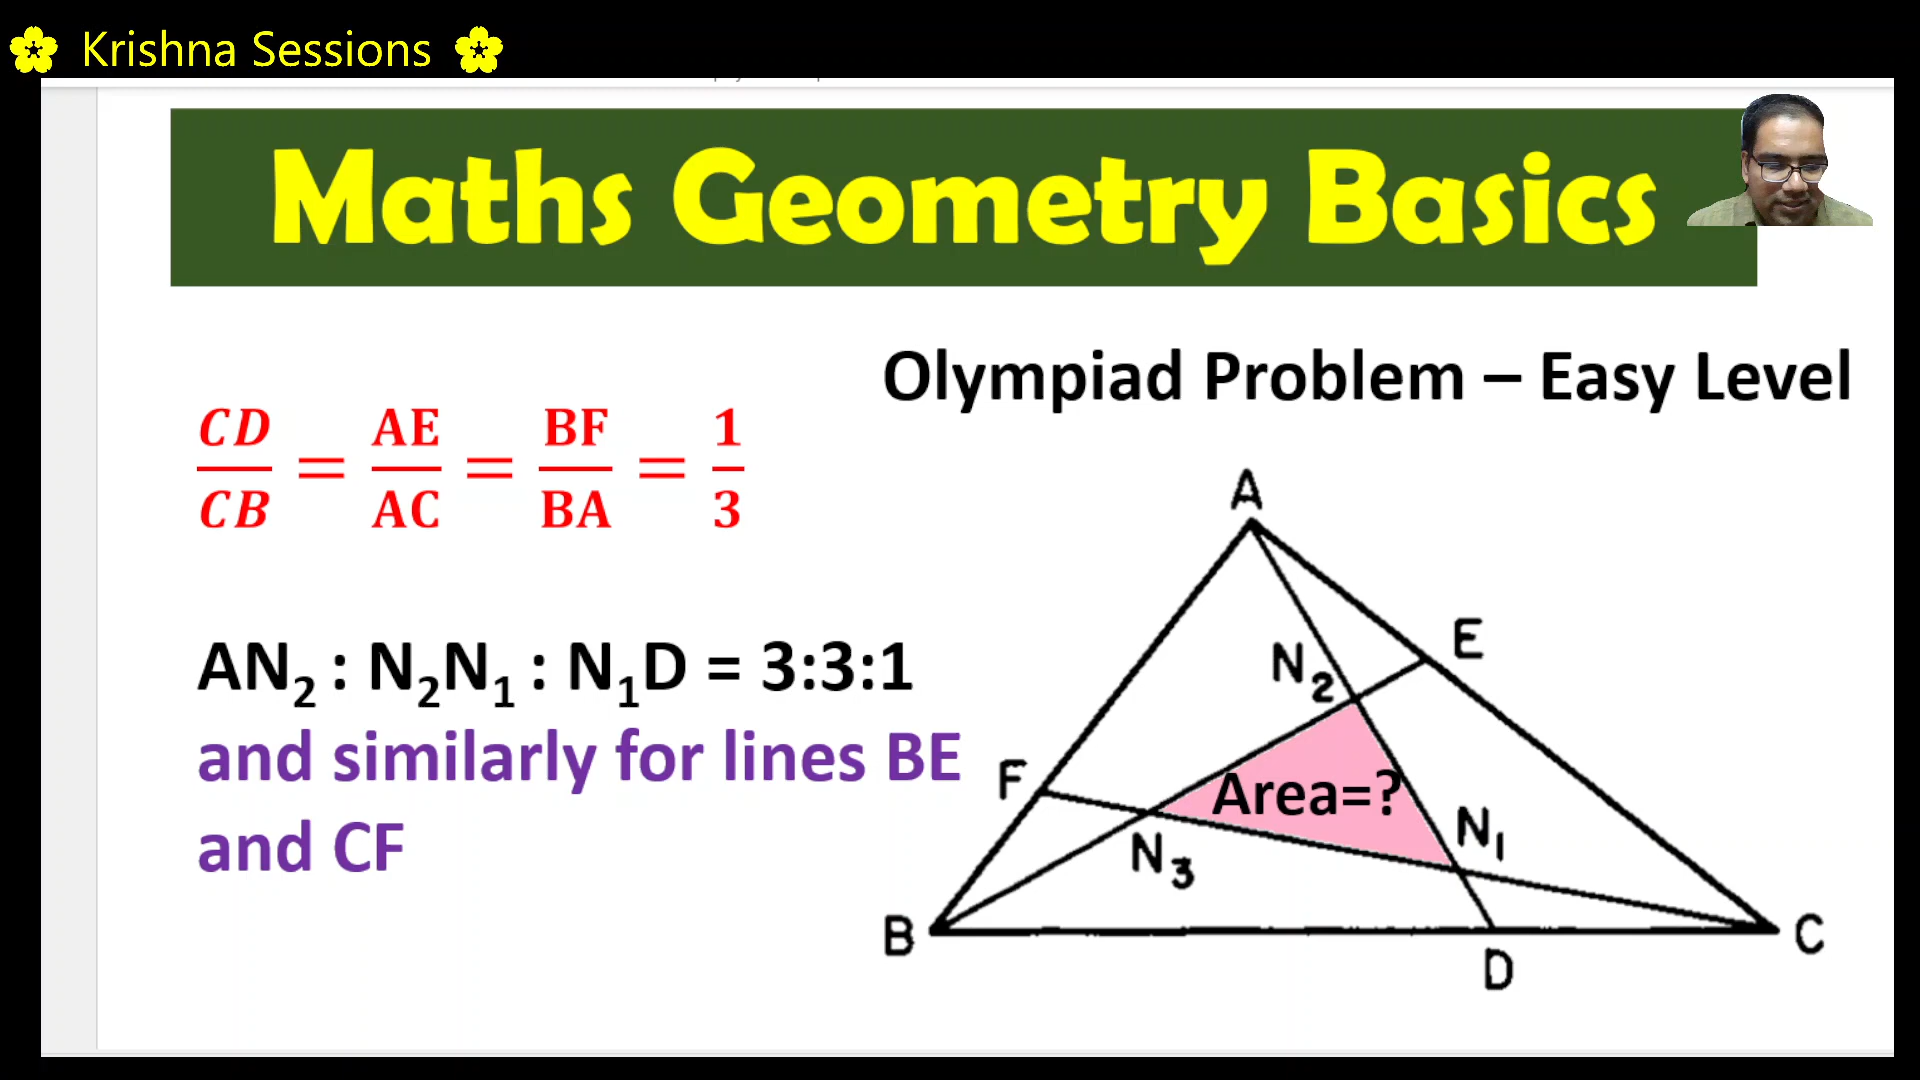 Krishna Sessions
Maths Geometry Basics
Olympiad Problem – Easy Level
CD/CB = AE/AC = BF/BA = 1/3
AN₂ : N₂N₁ : N₁D = 3:3:1
and similarly for lines BE
and CF
A
E
N₂
F
Area=?
N₁
N₃
B
C
D